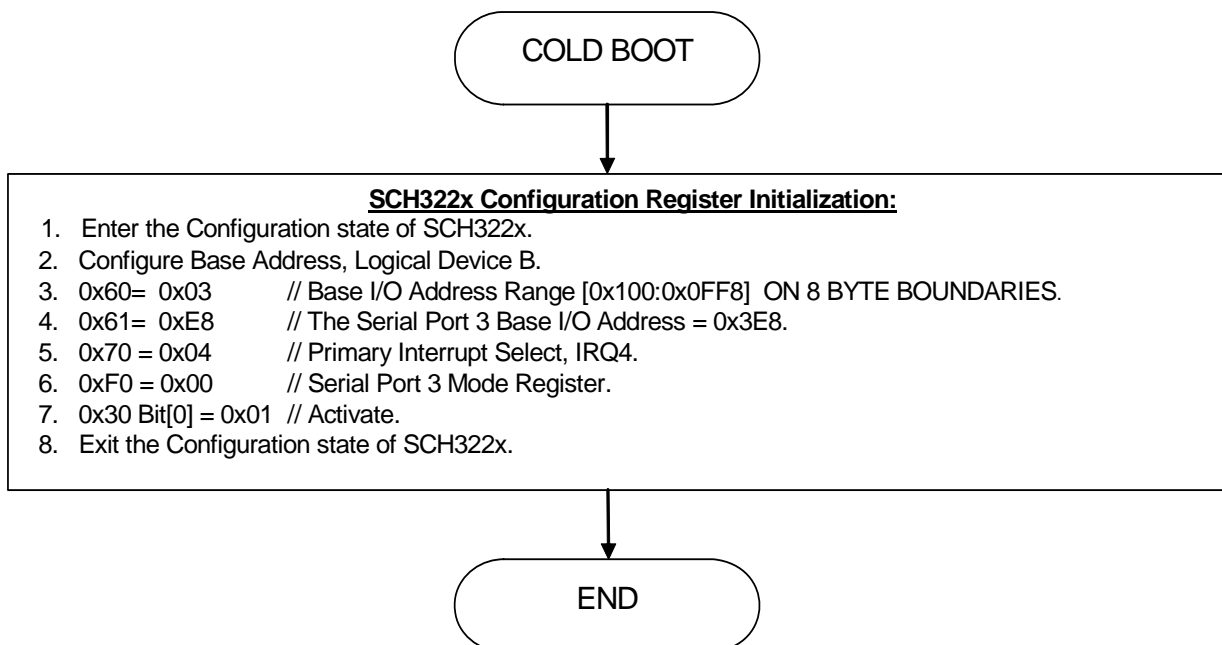 COLD BOOT
SCH322x Configuration Register Initialization:
1. Enter the Configuration state of SCH322x.
2. Configure Base Address, Logical Device B.
3. 0x60= 0x03 // Base I/O Address Range [0x100:0x0FF8] ON 8 BYTE BOUNDARIES.
4. 0x61= 0xE8 // The Serial Port 3 Base I/O Address = 0x3E8.
5. 0x70 = 0x04 // Primary Interrupt Select, IRQ4.
6. 0xF0 = 0x00 // Serial Port 3 Mode Register.
7. 0x30 Bit[0] = 0x01 // Activate.
8. Exit the Configuration state of SCH322x.
END